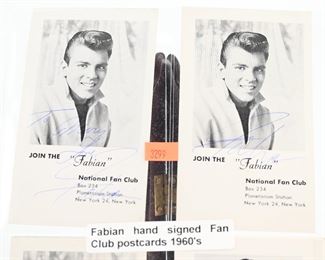 JOIN THE "Fabian"
National Fan Club
Box 234
Planetarium Station
New York 24, New York
3299
JOIN THE "Fabian"
National Fan Club
Box 234
Planetarium Station
New York 24, New York
Fabian hand signed Fan
Club postcards 1960's